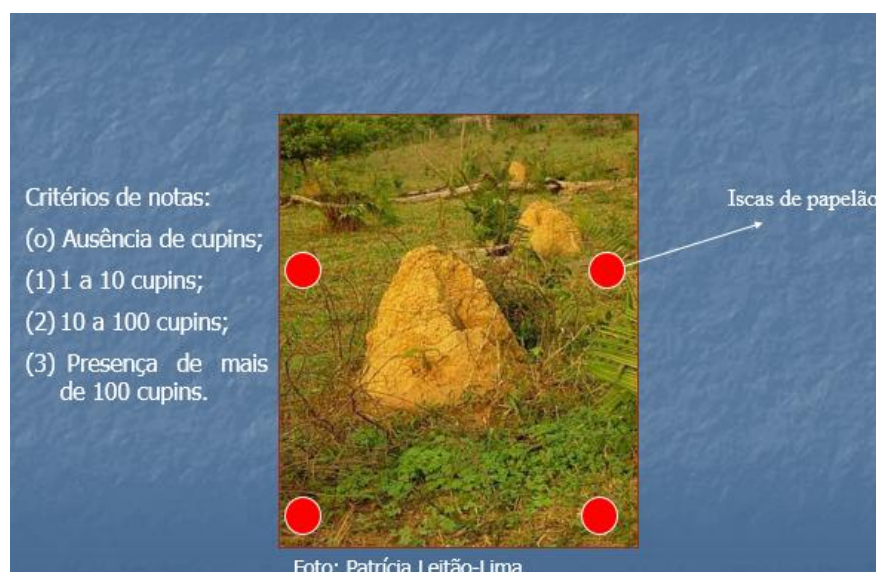 Critérios de notas:
(o) Ausência de cupins;
(1) 1 a 10 cupins;
(2) 10 a 100 cupins;
(3) Presença de mais
de 100 cupins.
Iscas de papelão
Foto: Patrícia Leitão-Lima